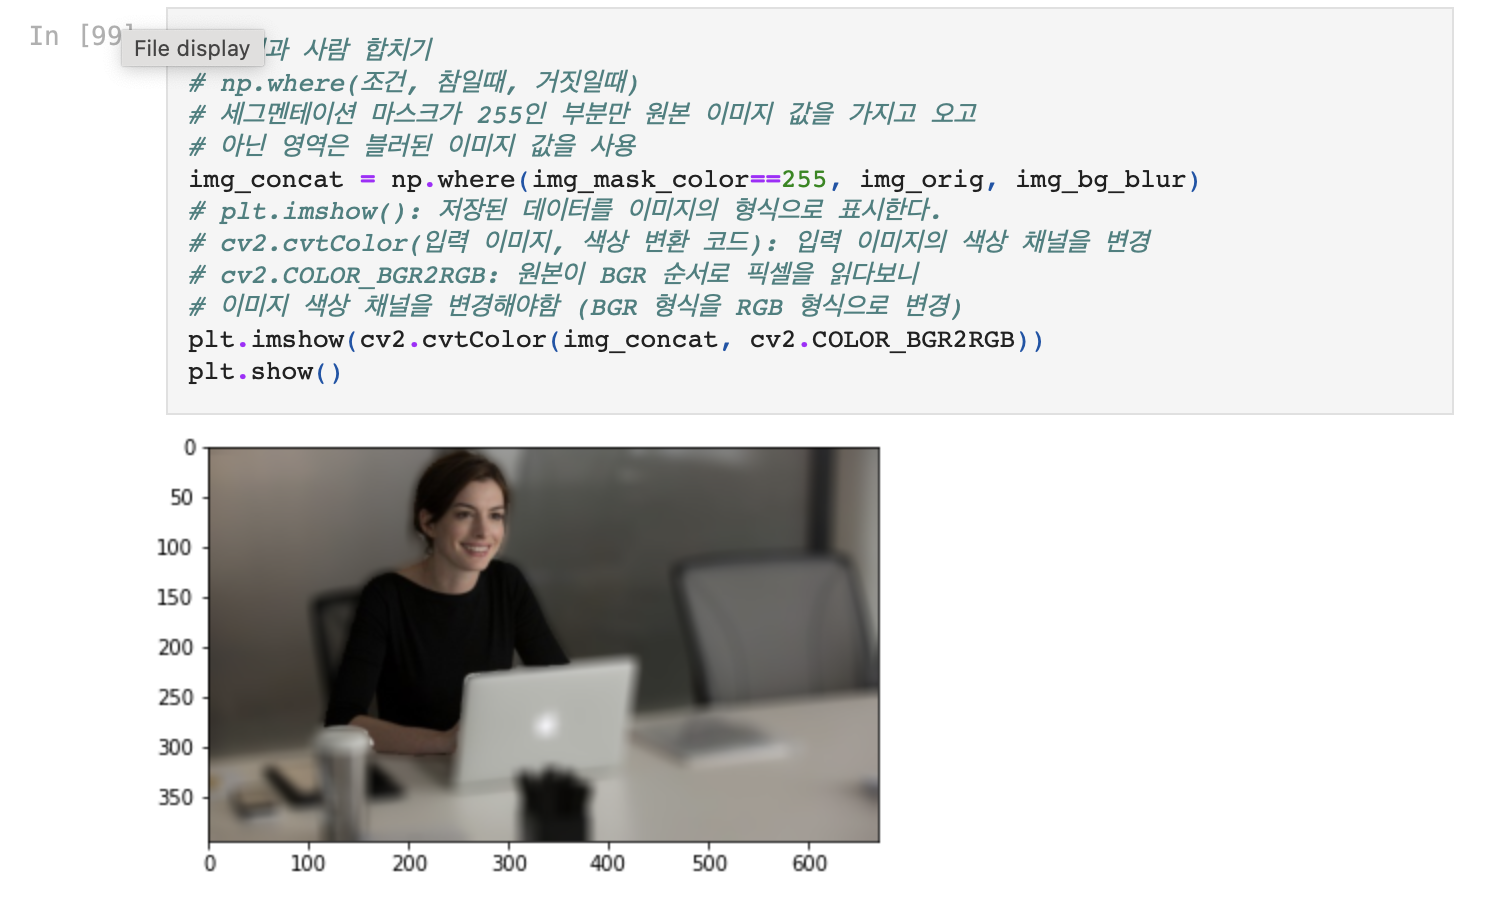 In [99]
File display
과 사람 합치기
# np.where(조건, 참일때, 거짓일때)
# 세그멘테이션 마스크가 255인 부분만 원본 이미지 값을 가지고 오고
# 아닌 영역은 블러된 이미지 값을 사용
img_concat = np.where(img_mask_color==255, img_orig, img_bg_blur)
# plt.imshow(): 저장된 데이터를 이미지의 형식으로 표시한다.
# cv2.cvtColor(입력 이미지, 색상 변환 코드): 입력 이미지의 색상 채널을 변경
# cv2.COLOR_BGR2RGB: 원본이 BGR 순서로 픽셀을 읽다보니
# 이미지 색상 채널을 변경해야함 (BGR 형식을 RGB 형식으로 변경)
plt.imshow(cv2.cvtColor(img_concat, cv2.COLOR_BGR2RGB))
plt.show()
0
50
100
150
200
250
300
350
0 100 200 300 400 500 600